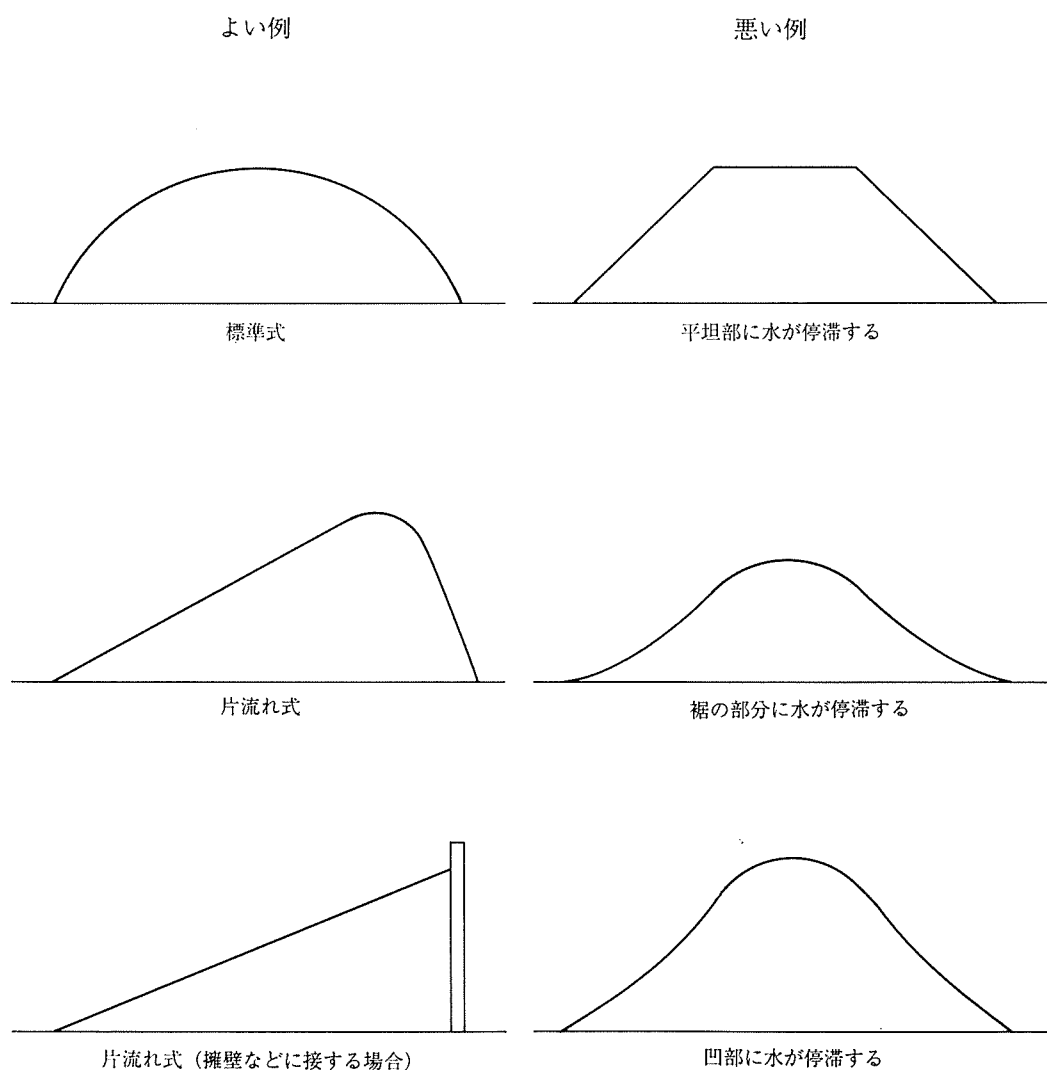 よい例
悪い例
標準式
平坦部に水が停滞する
片流れ式
裾の部分に水が停滞する
片流れ式（擁壁などに接する場合）
凹部に水が停滞する